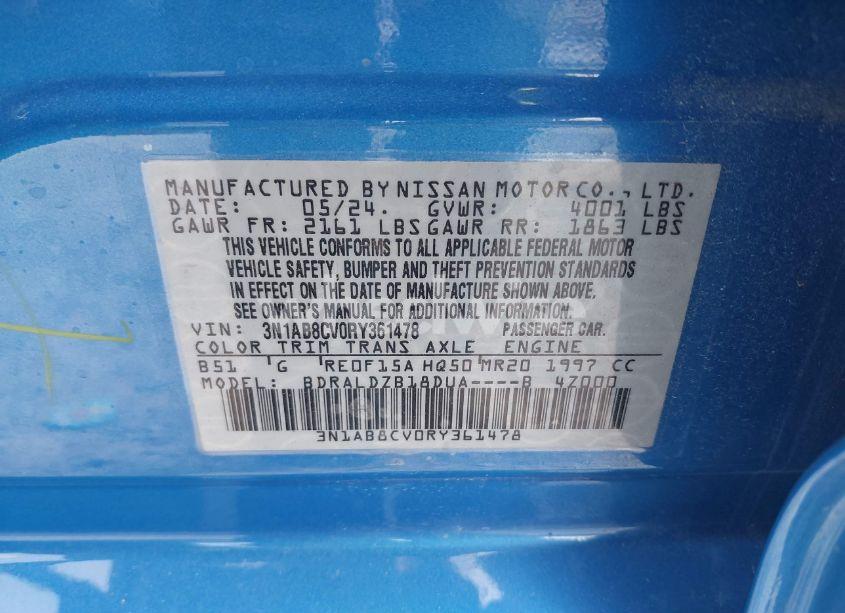 MANUFACTURED BY NISSAN MOTOR CO., LTD.
DATE: 05/24. GVWR: 4001 LBS
GAWR FR: 2161 LBS GAWR RR: 1863 LBS
THIS VEHICLE CONFORMS TO ALL APPLICABLE FEDERAL MOTOR
VEHICLE SAFETY, BUMPER AND THEFT PREVENTION STANDARDS
IN EFFECT ON THE DATE OF MANUFACTURE SHOWN ABOVE.
SEE OWNER'S MANUAL FOR ADDITIONAL INFORMATION.
VIN: 3N1AB8CV0RY361478 PASSENGER CAR.
COLOR TRIM TRANS AXLE ENGINE
B51 G RE0F15A HQ50 MR20 1997 CC
MODEL: BDRALDZB18DUA----B 4Z000
3N1AB8CV0RY361478